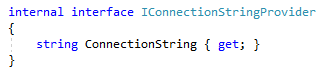 internal interface IConnectionStringProvider
{
    string ConnectionString { get; }
}